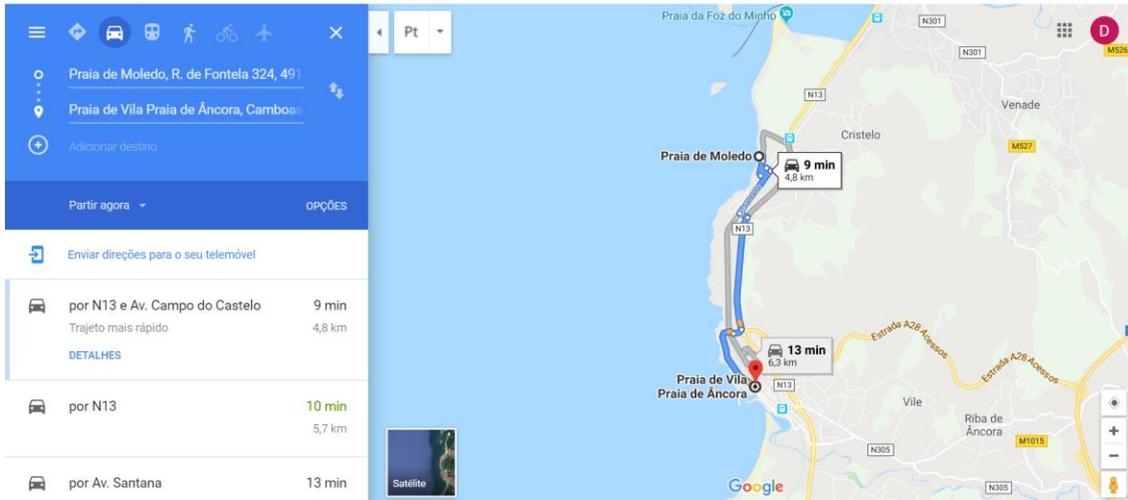 Praia de Moledo, R. de Fontela 324, 491
Praia de Vila Praia de Âncora, Camboas
Adicionar destino
Partir agora
OPÇÕES
Enviar direções para o seu telemóvel
por N13 e Av. Campo do Castelo 9 min
Trajeto mais rápido 4,8 km
DETALHES
por N13 10 min
5,7 km
por Av. Santana 13 min
Pt
Praia da Foz do Minho
N301
D
M526
N301
N13
Venade
Cristelo
M527
Praia de Moledo
9 min
4,8 km
N13
Estrada A28 Acessos
13 min
6,3 km
Praia de Vila
Praia de Âncora
N13
Estrada A28 Acessos
Vile
Riba de
Âncora
M1015
N305
N305
Satélite
Google